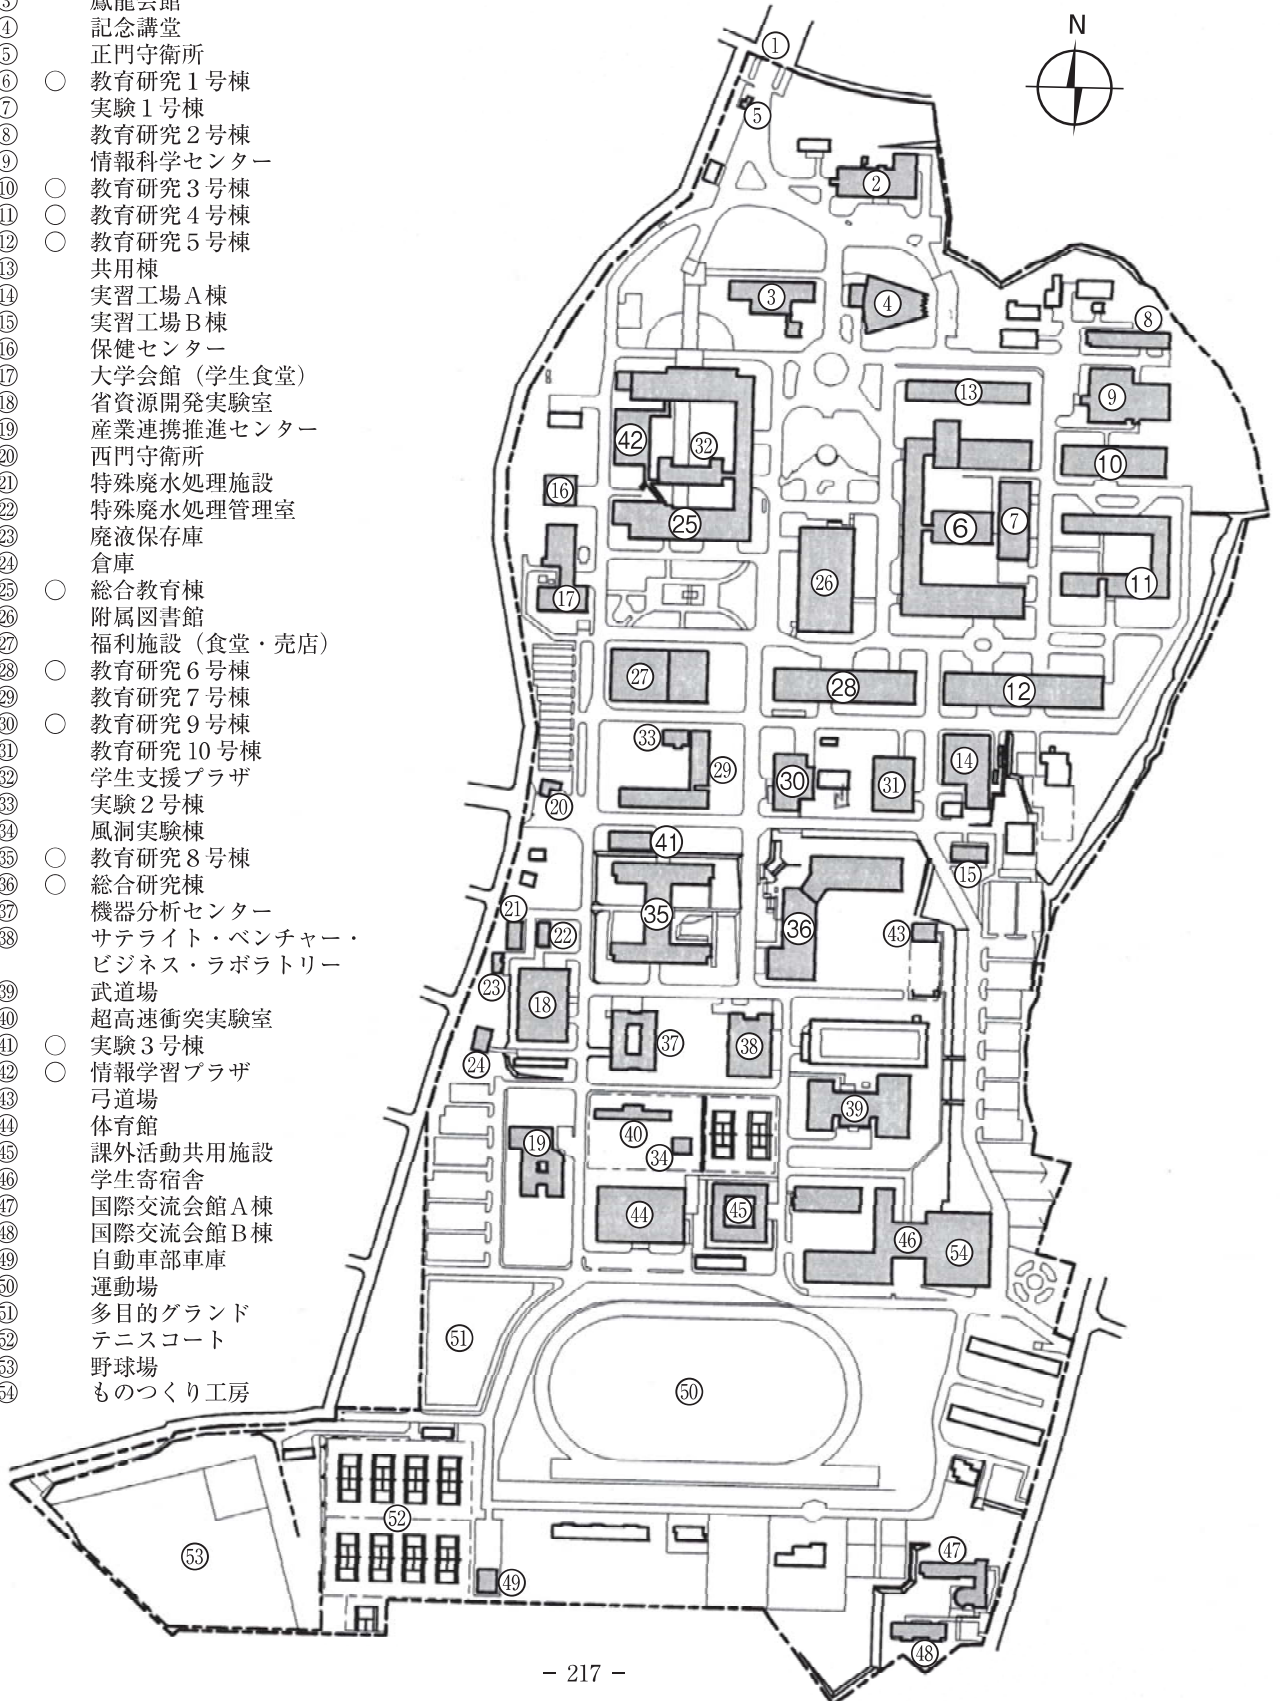 ③ 鳳龍会館
④ 記念講堂
⑤ 正門守衛所
⑥ ○ 教育研究1号棟
⑦ 実験1号棟
⑧ 教育研究2号棟
⑨ 情報科学センター
⑩ ○ 教育研究3号棟
⑪ ○ 教育研究4号棟
⑫ ○ 教育研究5号棟
⑬ 共用棟
⑭ 実習工場A棟
⑮ 実習工場B棟
⑯ 保健センター
⑰ 大学会館（学生食堂）
⑱ 省資源開発実験室
⑲ 産業連携推進センター
⑳ 西門守衛所
㉑ 特殊廃水処理施設
㉒ 特殊廃水処理管理室
㉓ 廃液保存庫
㉔ 倉庫
㉕ ○ 総合教育棟
㉖ 附属図書館
㉗ 福利施設（食堂・売店）
㉘ ○ 教育研究6号棟
㉙ 教育研究7号棟
㉚ ○ 教育研究9号棟
㉛ 教育研究10号棟
㉜ 学生支援プラザ
㉝ 実験2号棟
㉞ 風洞実験棟
㉟ ○ 教育研究8号棟
㊱ ○ 総合研究棟
㊲ 機器分析センター
㊳ サテライト・ベンチャー・
ビジネス・ラボラトリー
㊴ 武道場
㊵ 超高速衝突実験室
㊶ ○ 実験3号棟
㊷ ○ 情報学習プラザ
㊸ 弓道場
㊹ 体育館
㊺ 課外活動共用施設
㊻ 学生寄宿舎
㊼ 国際交流会館A棟
㊽ 国際交流会館B棟
㊾ 自動車部車庫
㊿ 運動場
51 多目的グランド
52 テニスコート
53 野球場
54 ものつくり工房
N
①
⑤
②
③
④
⑧
⑬
⑨
㊷
㉜
⑩
⑯
㉕
⑥
⑦
㉖
⑪
⑰
㉗
㉘
⑫
㉝
㉙
㉚
㉛
⑭
⑳
㊶
⑮
㉟
㊱
㉑
㉒
㊸
㉓
⑱
㉔
㊲
㊳
㊴
⑲
㊵
㉞
㊹
㊺
㊻
54
51
50
52
53
㊾
㊼
㊽
− 217 −